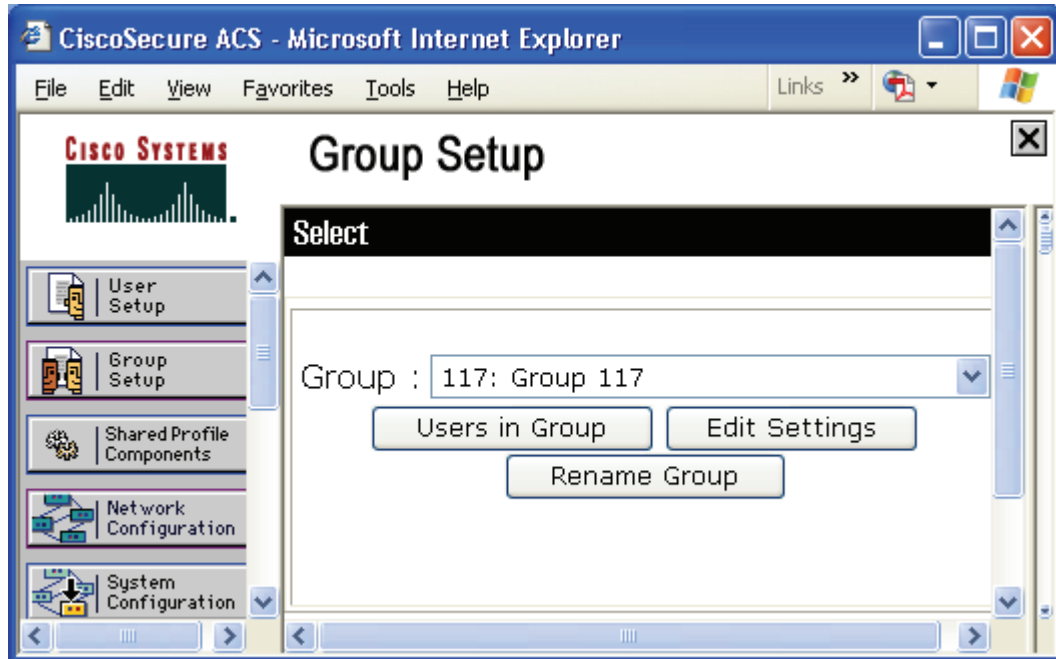 CiscoSecure ACS - Microsoft Internet Explorer
File Edit View Favorites Tools Help Links »
CISCO SYSTEMS
Group Setup
Select
User
Setup
Group
Setup
Shared Profile
Components
Network
Configuration
System
Configuration
Group : 117: Group 117
Users in Group Edit Settings
Rename Group